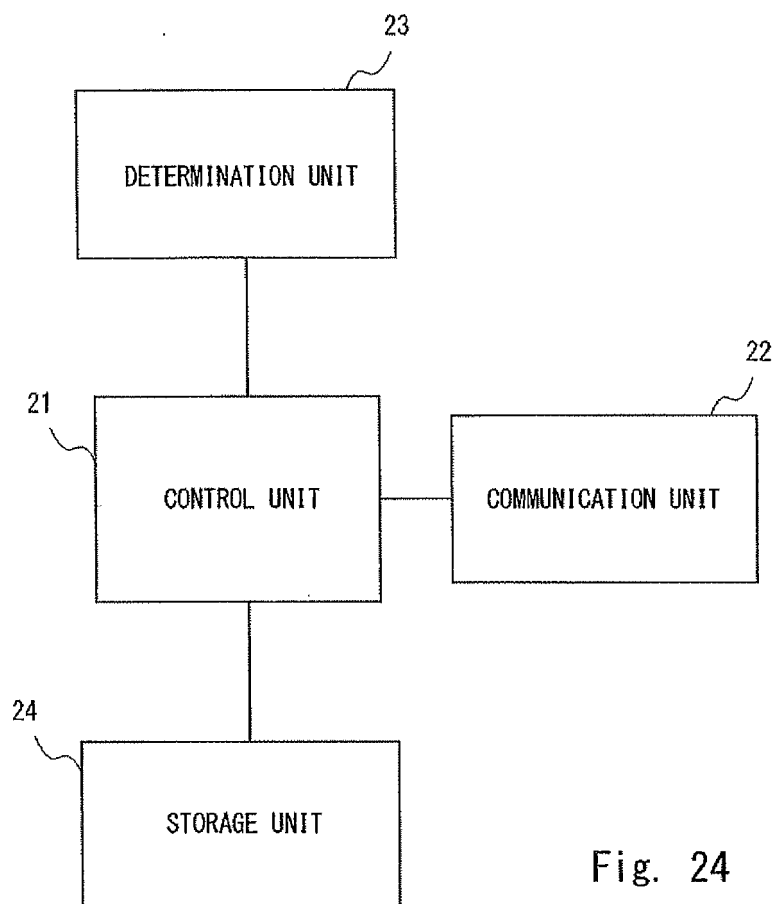 23
DETERMINATION UNIT
22
21
CONTROL UNIT
COMMUNICATION UNIT
24
STORAGE UNIT
Fig. 24